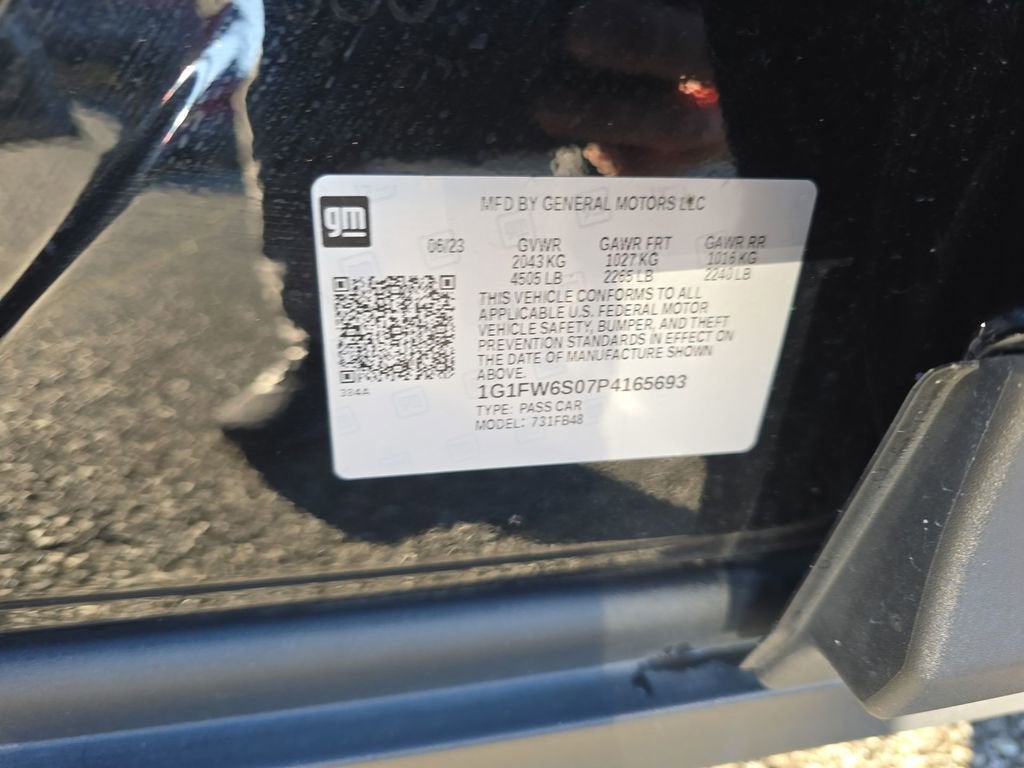 gm
MFD BY GENERAL MOTORS LLC
06/23 GVWR GAWR FRT GAWR RR
2043 KG 1027 KG 1016 KG
4505 LB 2265 LB 2240 LB
THIS VEHICLE CONFORMS TO ALL
APPLICABLE U.S. FEDERAL MOTOR
VEHICLE SAFETY, BUMPER, AND THEFT
PREVENTION STANDARDS IN EFFECT ON
THE DATE OF MANUFACTURE SHOWN
ABOVE.
384A
1G1FW6S07P4165693
TYPE: PASS CAR
MODEL: 731FB48